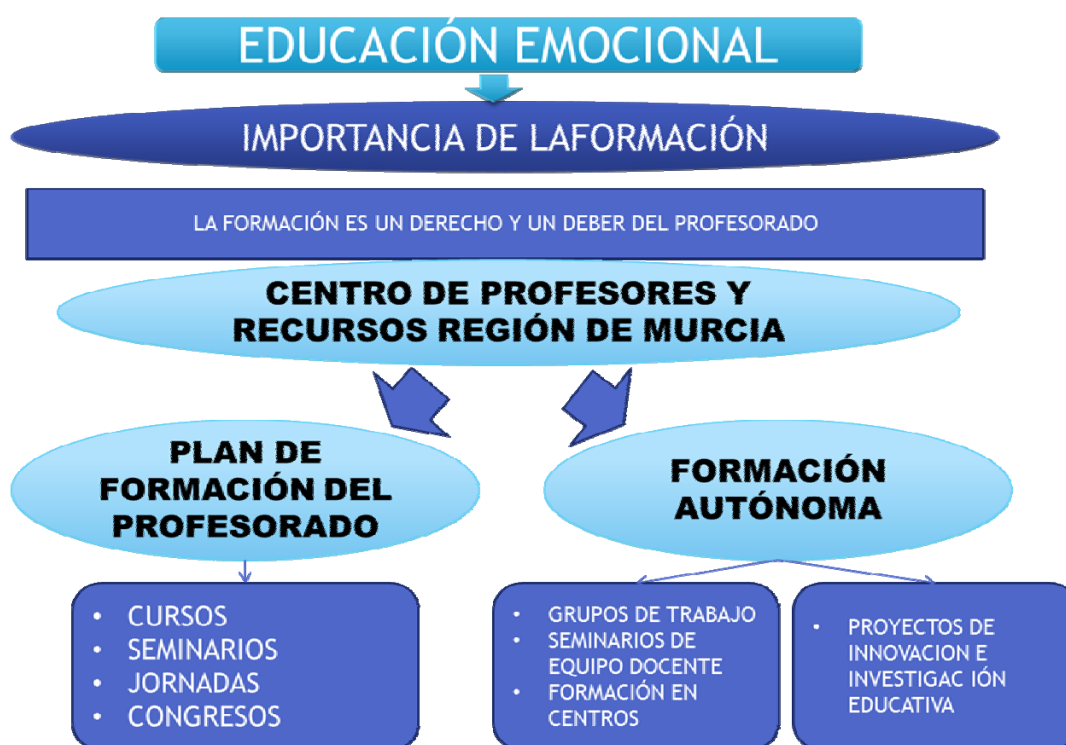 EDUCACIÓN EMOCIONAL
IMPORTANCIA DE LAFORMACIÓN
LA FORMACIÓN ES UN DERECHO Y UN DEBER DEL PROFESORADO
CENTRO DE PROFESORES Y
RECURSOS REGIÓN DE MURCIA
PLAN DE
FORMACIÓN DEL
PROFESORADO
FORMACIÓN
AUTÓNOMA
• CURSOS
• SEMINARIOS
• JORNADAS
• CONGRESOS
• GRUPOS DE TRABAJO
• SEMINARIOS DE
EQUIPO DOCENTE
• FORMACIÓN EN
CENTROS
• PROYECTOS DE
INNOVACION E
INVESTIGAC IÓN
EDUCATIVA